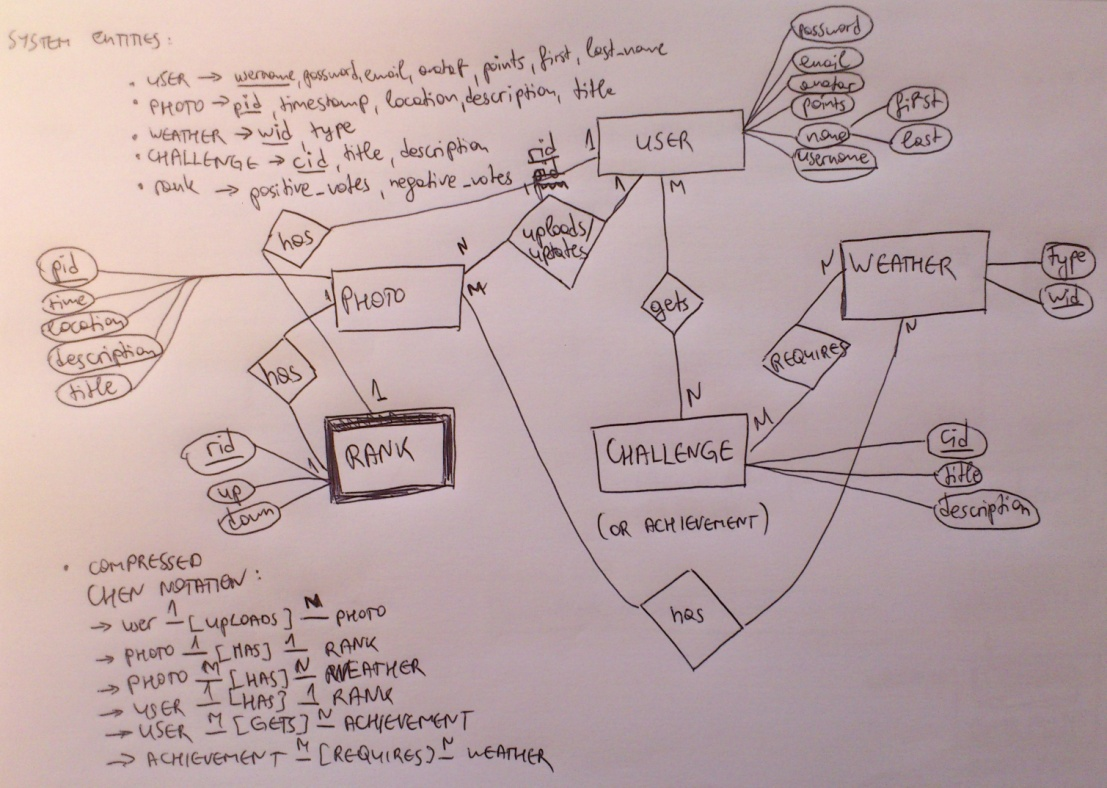 SYSTEM ENTITIES:
• USER → username, password, email, avatar, points, first, last_name
• PHOTO → pid, timestamp, location, description, title
• WEATHER → wid, type
• CHALLENGE → cid, title, description
• rank → positive_votes, negative_votes, rid
password
email
avatar
points
name
first
last
username
USER
1
1
M
has
uploads/
uptates
N
gets
N
pid
time
location
description
title
PHOTO
1
M
has
1
1
RANK
rid
up
down
N
WEATHER
N
type
wid
REQUIRES
M
CHALLENGE
(OR ACHIEVEMENT)
cid
title
description
has
• COMPRESSED
CHEN NOTATION:
→ user 1 — [UPLOADS] N — PHOTO
→ PHOTO 1 — [HAS] 1 — RANK
→ PHOTO M — [HAS] N — WEATHER
→ USER 1 — [HAS] 1 — RANK
→ USER M — [GETS] N — ACHIEVEMENT
→ ACHIEVEMENT M — [REQUIRES] N — WEATHER